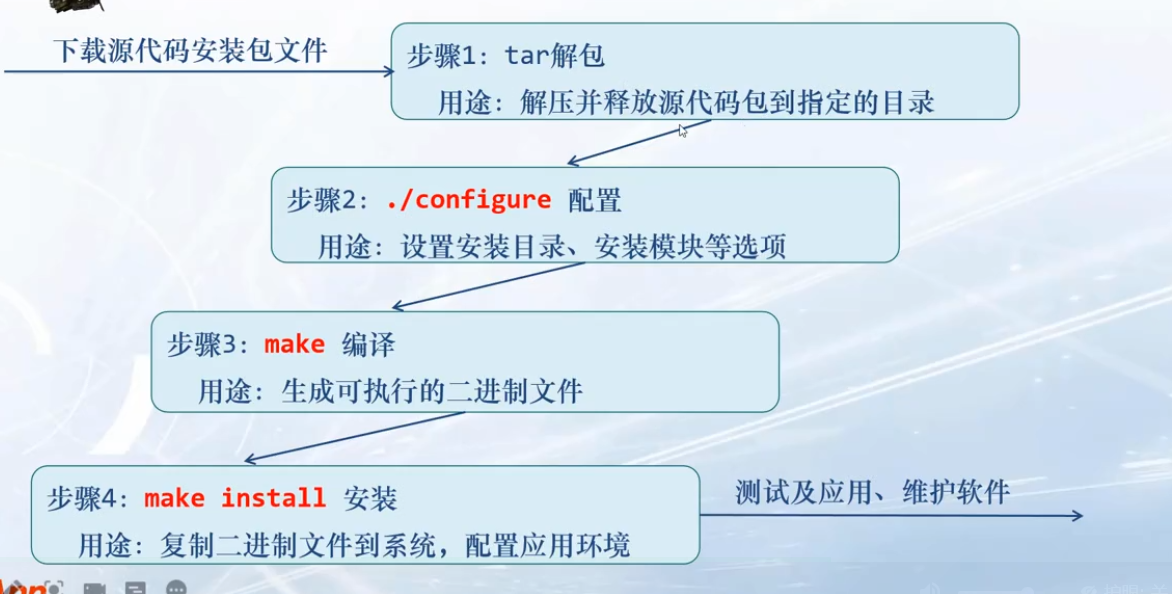 下载源代码安装包文件
步骤1: tar解包
用途: 解压并释放源代码包到指定的目录
步骤2: ./configure 配置
用途: 设置安装目录、安装模块等选项
步骤3: make 编译
用途: 生成可执行的二进制文件
步骤4: make install 安装
用途: 复制二进制文件到系统，配置应用环境
测试及应用、维护软件